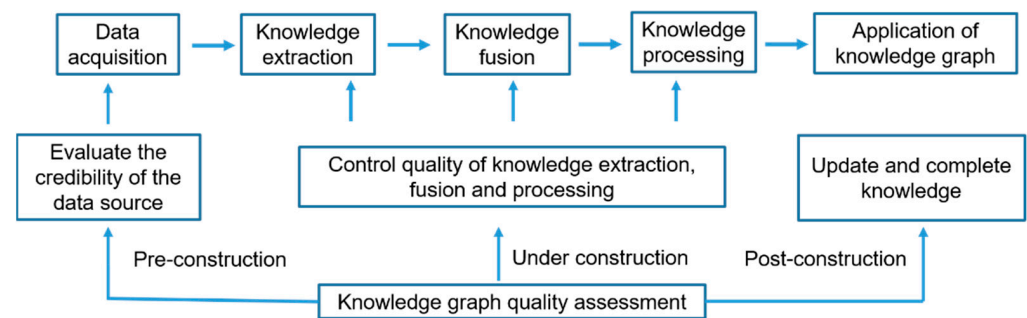 Data
acquisition
Knowledge
extraction
Knowledge
fusion
Knowledge
processing
Application of
knowledge graph
Evaluate the
credibility of the
data source
Control quality of knowledge extraction,
fusion and processing
Update and complete
knowledge
Pre-construction
Under construction
Post-construction
Knowledge graph quality assessment